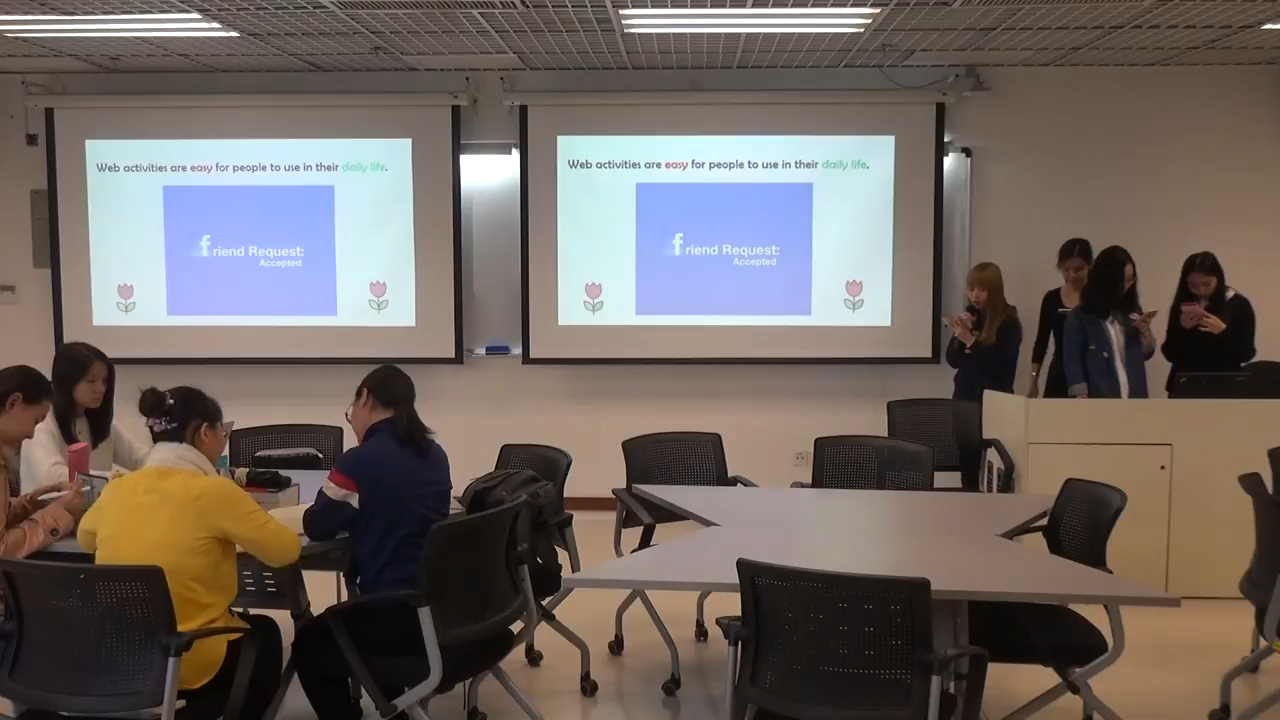 Web activities are easy for people to use in their daily life.
friend Request:
Accepted
Web activities are easy for people to use in their daily life.
friend Request:
Accepted